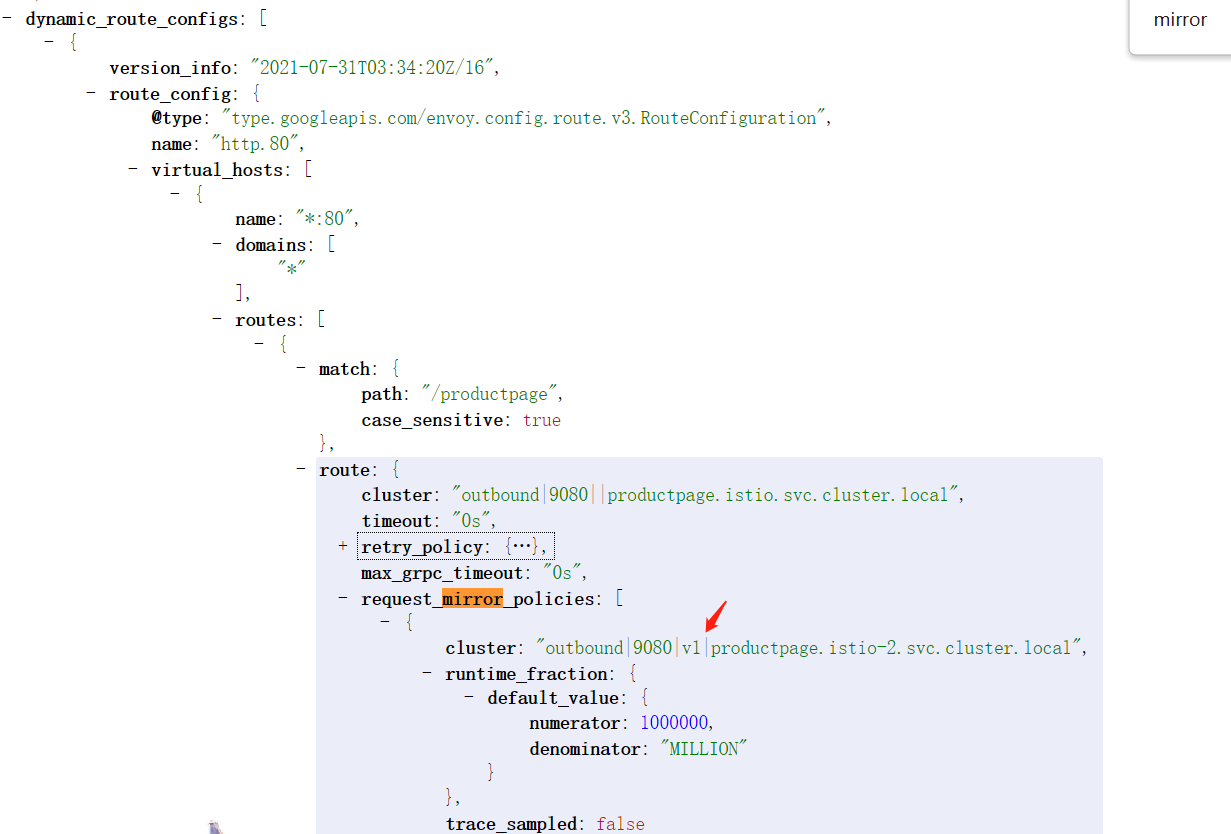 mirror
- dynamic_route_configs: [
- {
version_info: "2021-07-31T03:34:20Z/16",
- route_config: {
@type: "type.googleapis.com/envoy.config.route.v3.RouteConfiguration",
name: "http.80",
- virtual_hosts: [
- {
name: "*:80",
- domains: [
"*"
],
- routes: [
- {
- match: {
path: "/productpage",
case_sensitive: true
},
- route: {
cluster: "outbound|9080||productpage.istio.svc.cluster.local",
timeout: "0s",
+ retry_policy: {…},
max_grpc_timeout: "0s",
- request_mirror_policies: [
- {
cluster: "outbound|9080|v1|productpage.istio-2.svc.cluster.local",
- runtime_fraction: {
- default_value: {
numerator: 1000000,
denominator: "MILLION"
}
},
trace_sampled: false